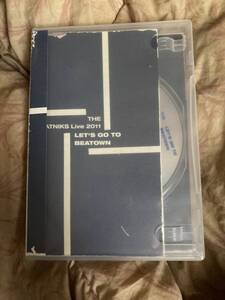 THE
ATNIKS Live 2011
LET'S GO TO
BEATOWN